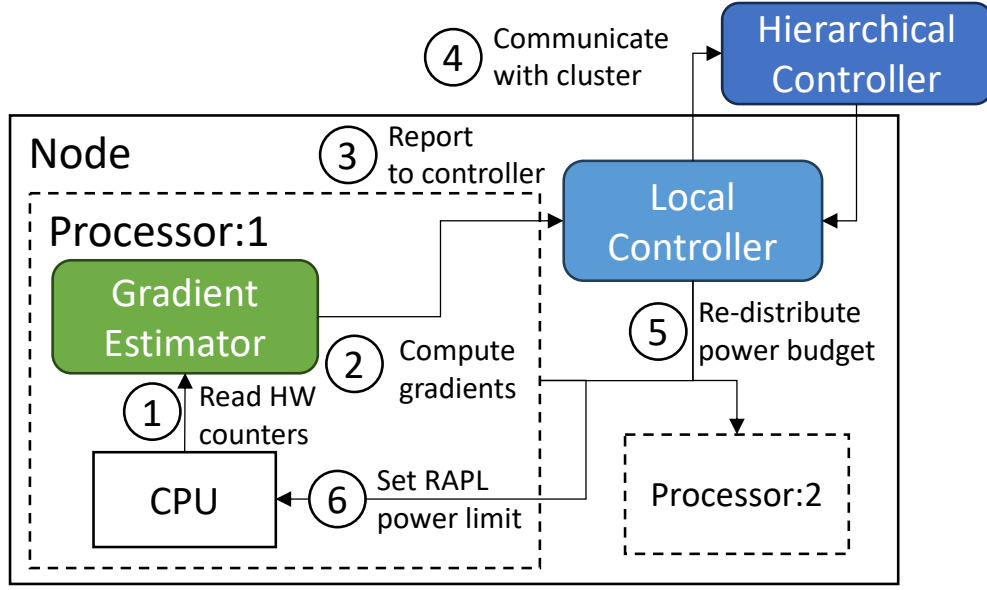 Hierarchical
Controller
4
Communicate
with cluster
Node
3
Report
to controller
Local
Controller
Processor:1
Gradient
Estimator
2
Compute
gradients
5
Re-distribute
power budget
1
Read HW
counters
CPU
6
Set RAPL
power limit
Processor:2